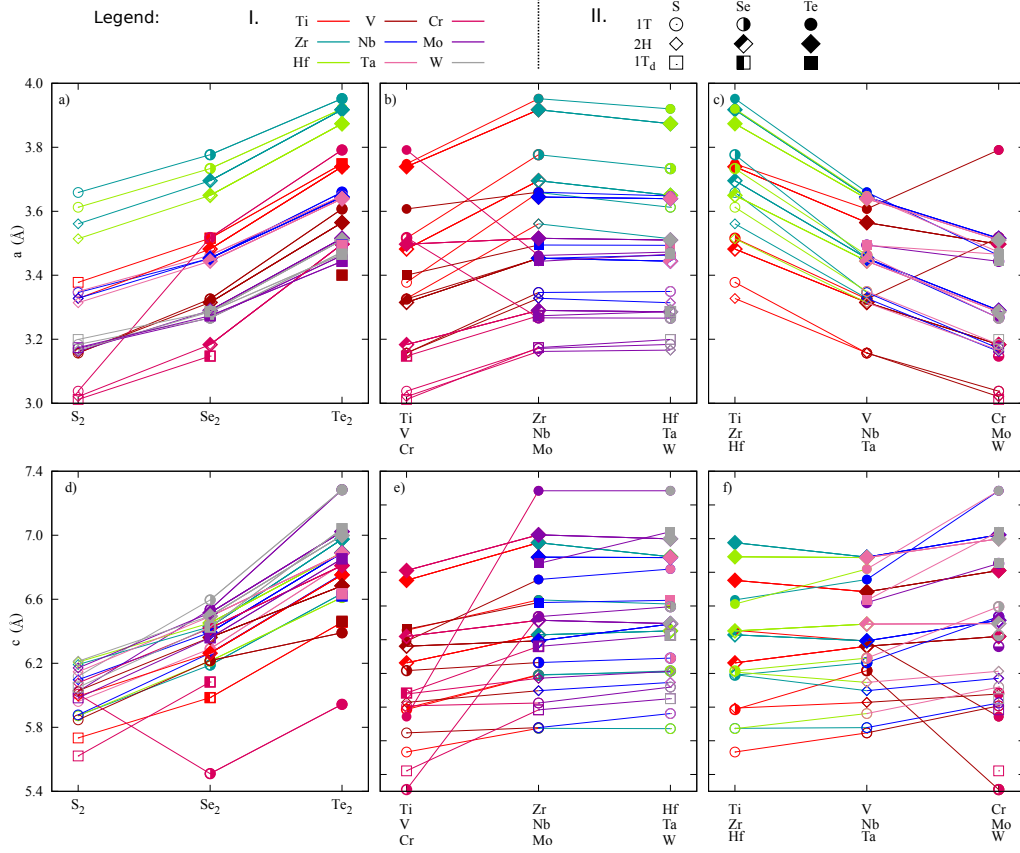 Legend: I. II. S Se Te
Ti V Cr 1T
Zr Nb Mo 2H
Hf Ta W 1T_d
a) b) c)
a (Å)
4.0
3.8
3.6
3.4
3.2
3.0
S₂ Se₂ Te₂
Ti Zr Hf
V Nb Ta
Cr Mo W
Ti V Cr
Zr Nb Mo
Hf Ta W
d) e) f)
c (Å)
7.4
7.0
6.6
6.2
5.8
5.4
S₂ Se₂ Te₂
Ti Zr Hf
V Nb Ta
Cr Mo W
Ti V Cr
Zr Nb Mo
Hf Ta W